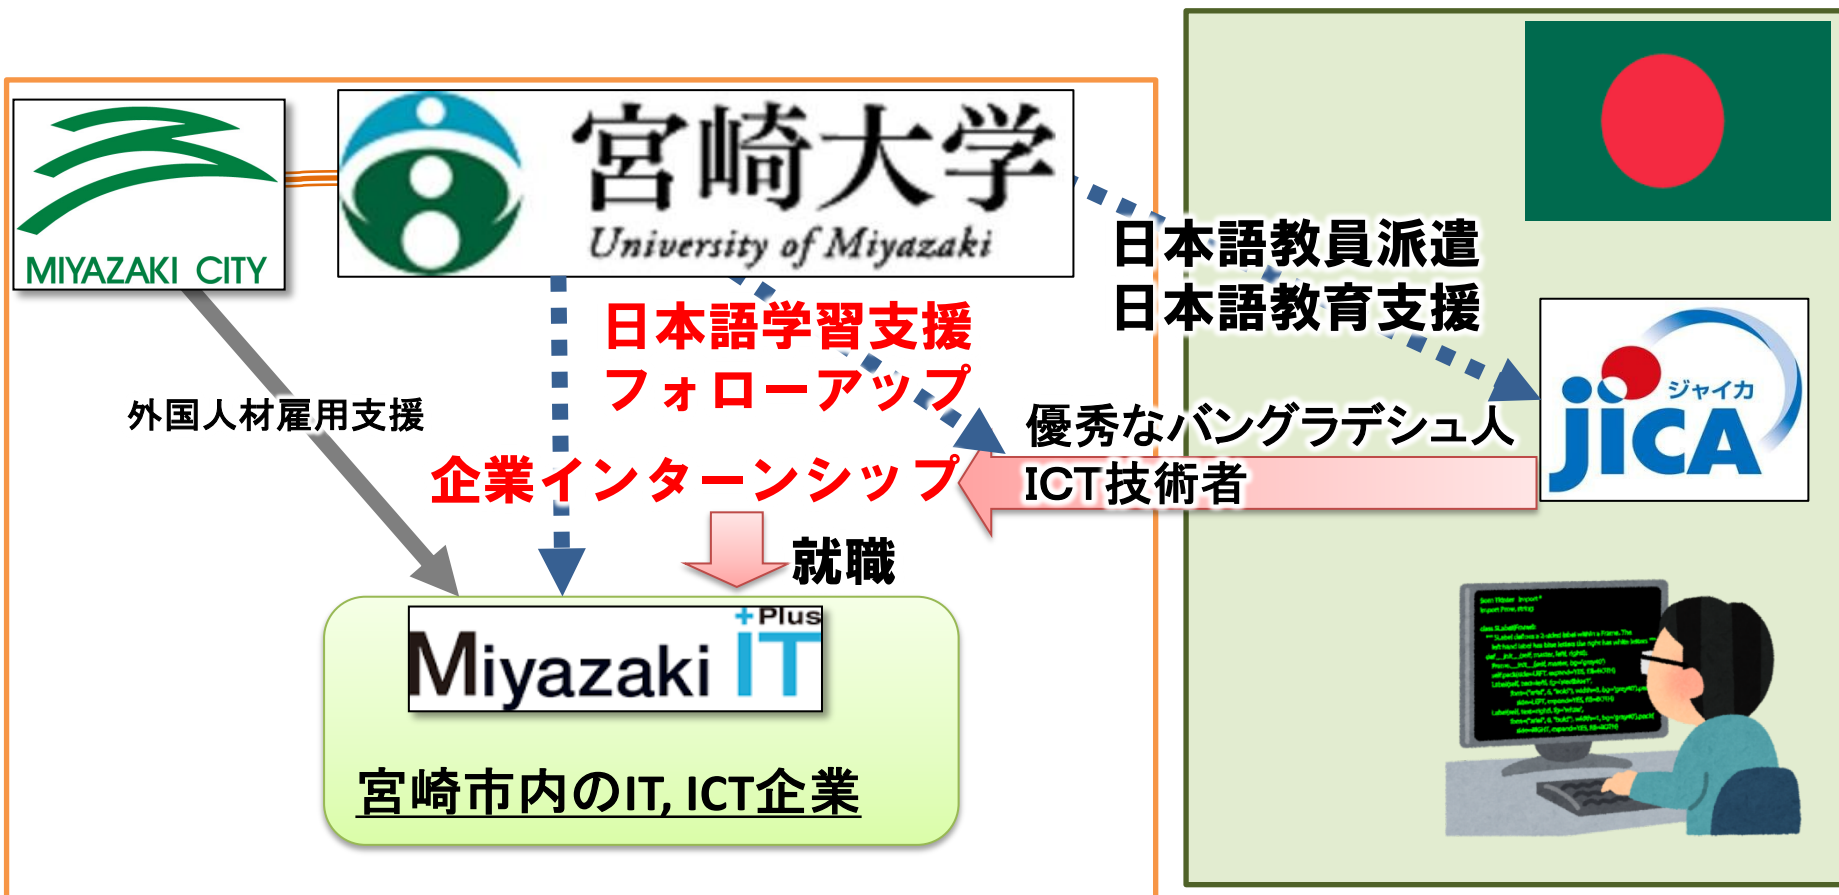 MIYAZAKI CITY
宮崎大学
University of Miyazaki
日本語教員派遣
日本語教育支援
日本語学習支援
フォローアップ
外国人材雇用支援
企業インターンシップ
優秀なバングラデシュ人
ICT技術者
ジャイカ
jICA
就職
+Plus
Miyazaki IT
宮崎市内のIT, ICT企業